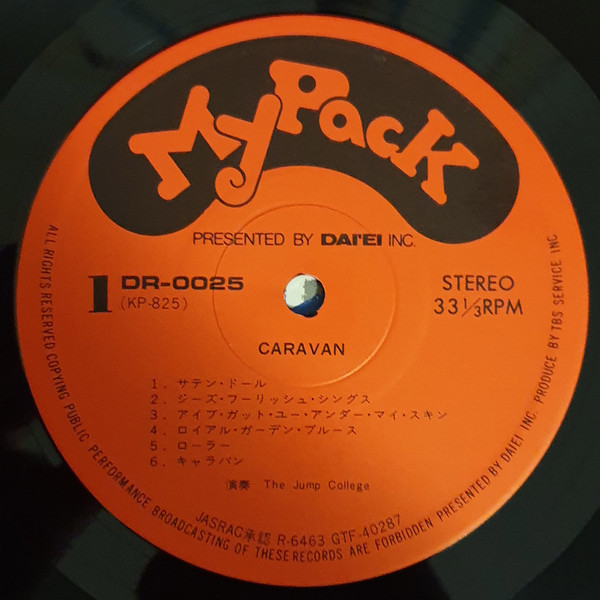 My Pack
PRESENTED BY DAI'EI INC.
1 DR-0025
(KP-825)
STEREO
33 1/3 RPM
CARAVAN
1. サテン・ドール
2. ジーズ・フーリッシュ・シングス
3. アイブ・ガット・ユー・アンダー・マイ・スキン
4. ロイアル・ガーデン・ブルース
5. ローラー
6. キャラバン
演奏 The Jump College
JASRAC承認 R-6463 GTF-40287
ALL RIGHTS RESERVED COPYING PUBLIC PERFORMANCE BROADCASTING OF THESE RECORDS ARE FORBIDDEN PRESENTED BY DAIEI INC. PRODUCE BY TBS SERVICE INC